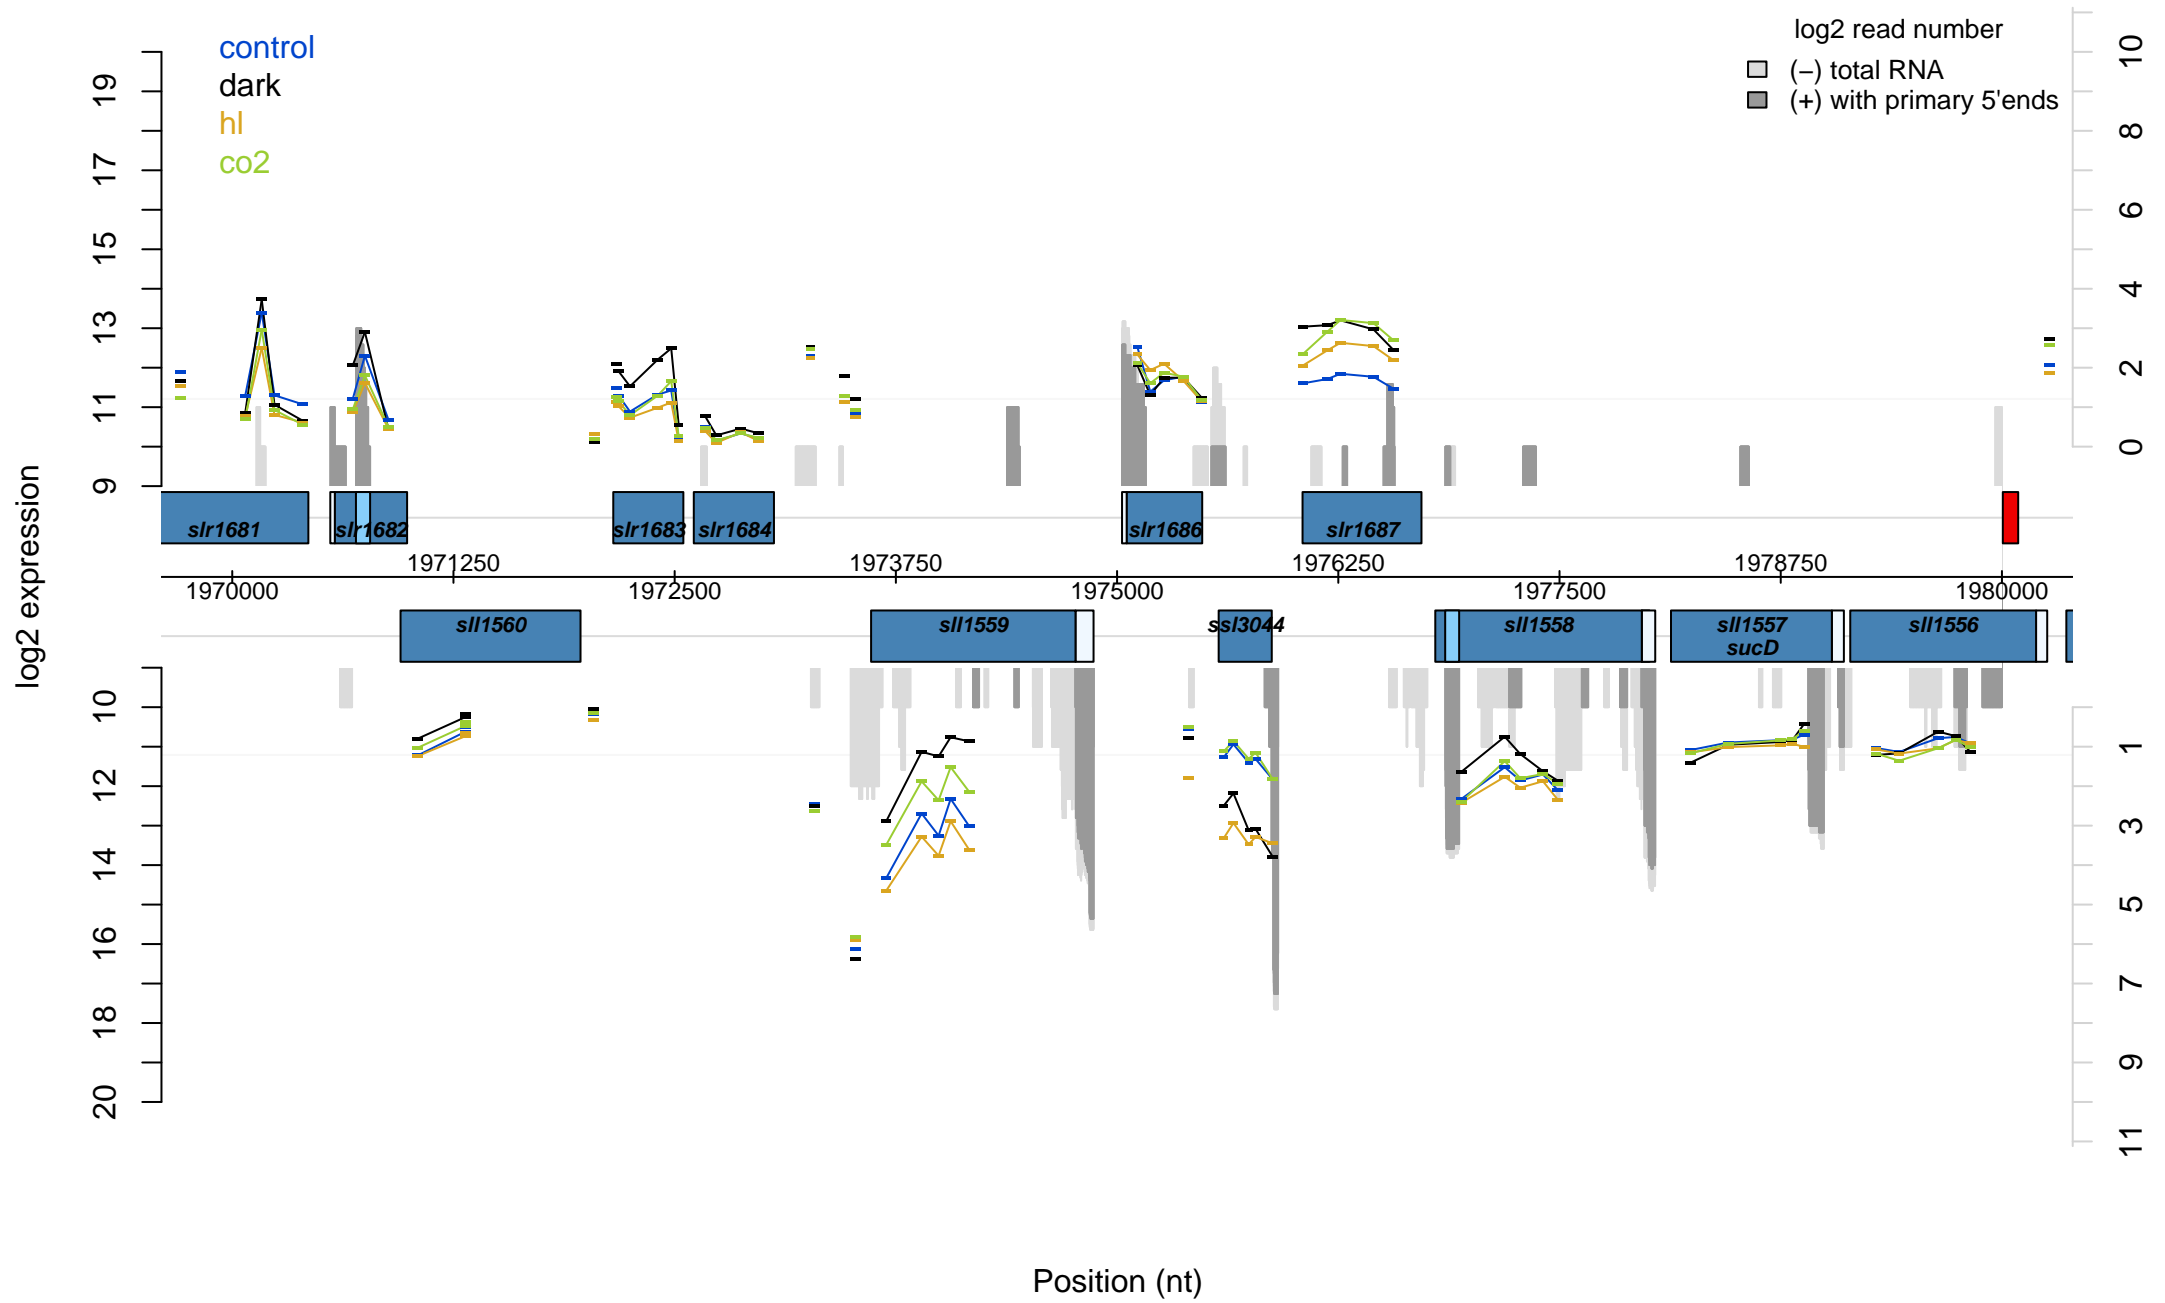 control
dark
hl
co2
log2 read number
(−) total RNA
(+) with primary 5'ends
log2 expression
9 11 13 15 17 19
0 2 4 6 8 10
slr1681 slr1682 slr1683 slr1684 slr1686 slr1687
1971250 1973750 1976250 1978750
1970000 1972500 1975000 1977500 1980000
sll1560 sll1559 ssl3044 sll1558 sll1557 sll1556
sucD
10 12 14 16 18 20
1 3 5 7 9 11
Position (nt)